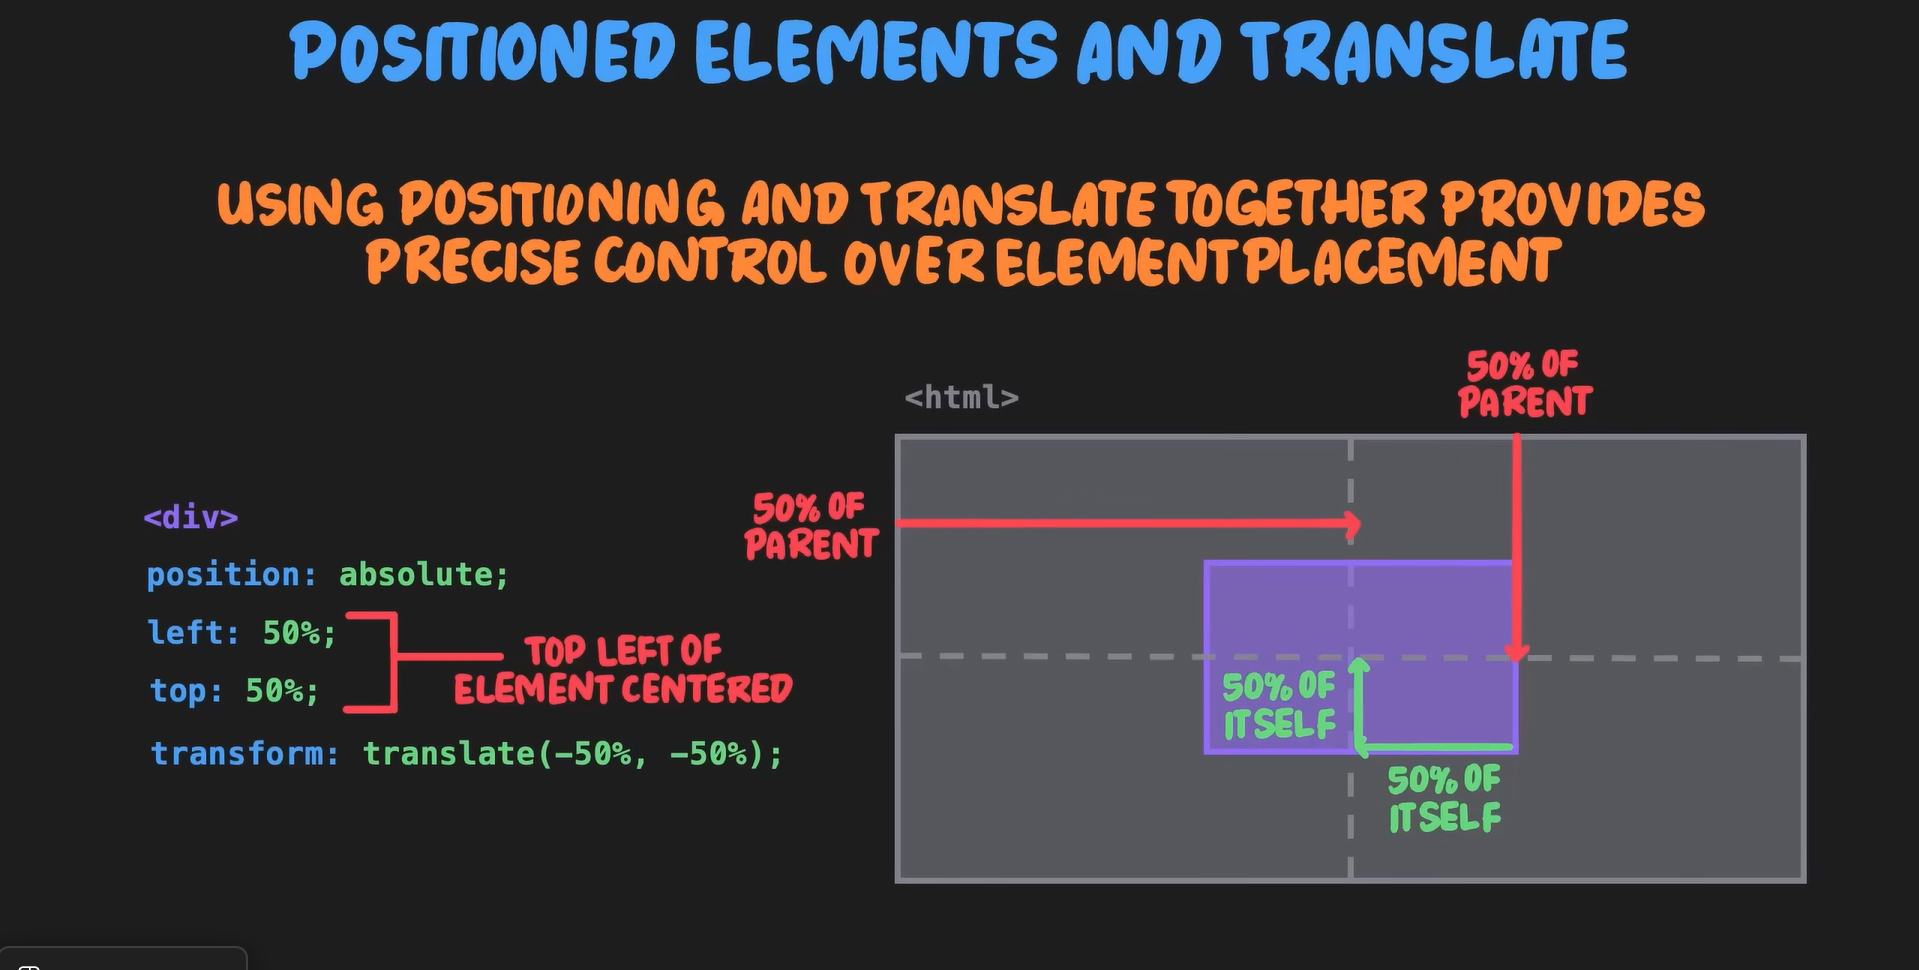 POSITIONED ELEMENTS AND TRANSLATE
USING POSITIONING AND TRANSLATE TOGETHER PROVIDES
PRECISE CONTROL OVER ELEMENT PLACEMENT
<div>
position: absolute;
left: 50%;
top: 50%;
TOP LEFT OF
ELEMENT CENTERED
transform: translate(-50%, -50%);
<html>
50% OF
PARENT
50% OF
PARENT
50% OF
ITSELF
50% OF
ITSELF